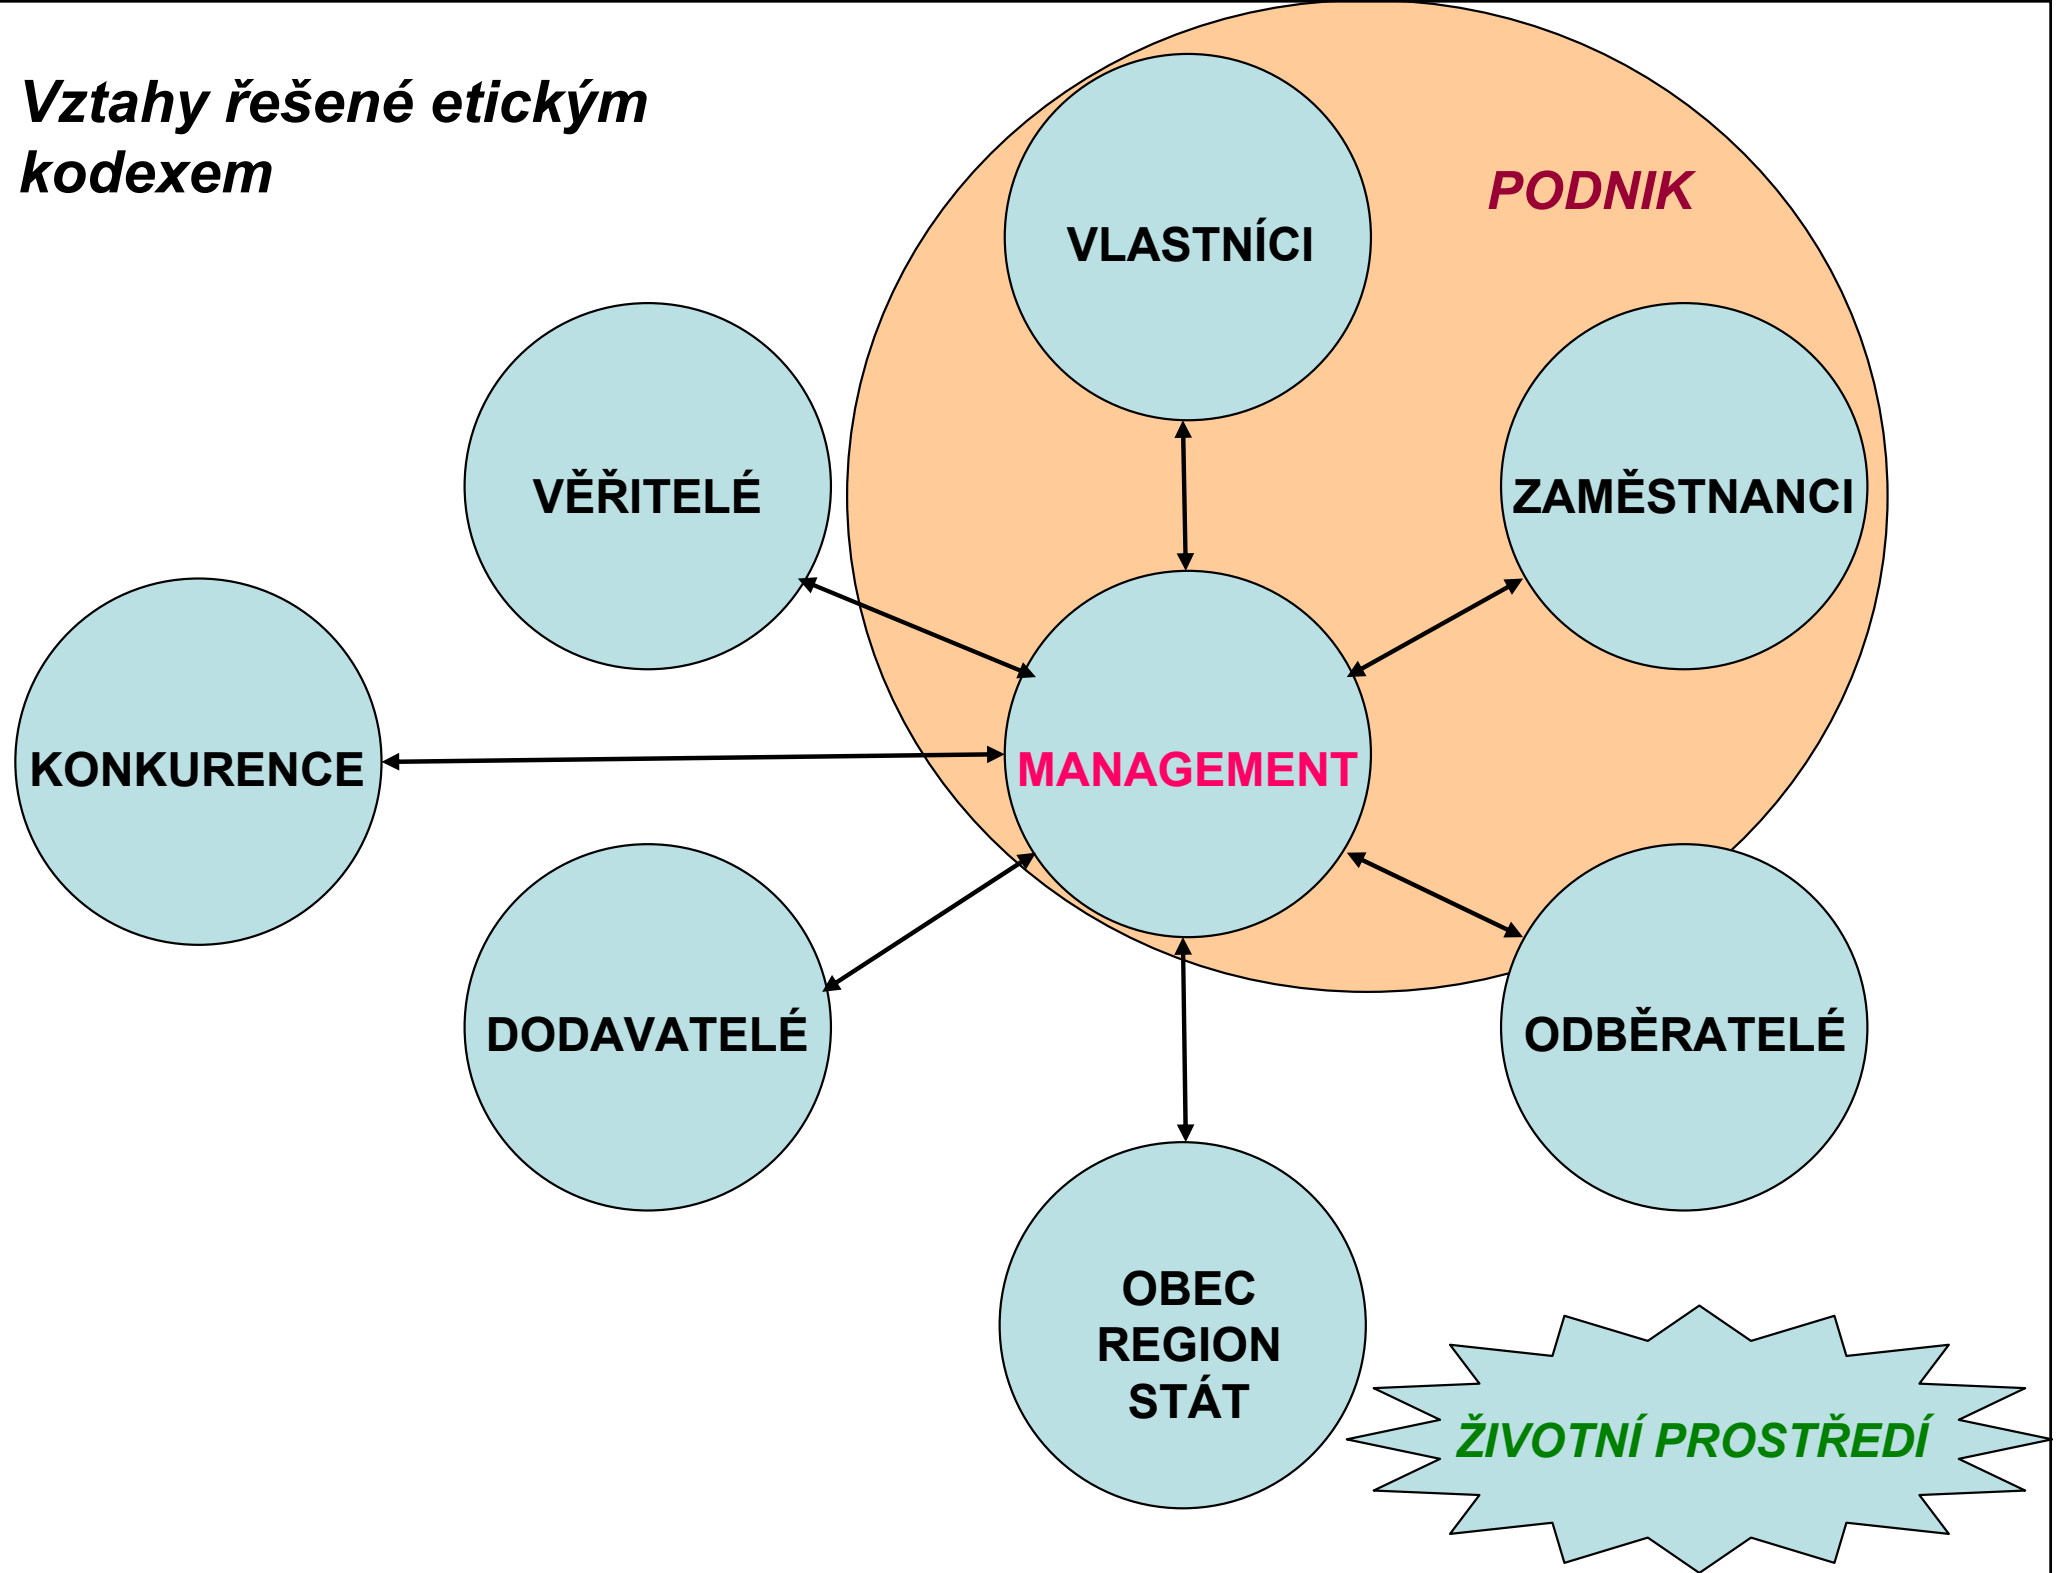 Vztahy řešené etickým
kodexem
PODNIK
VLASTNÍCI
VĚŘITELÉ
ZAMĚSTNANCI
KONKURENCE
MANAGEMENT
DODAVATELÉ
ODBĚRATELÉ
OBEC
REGION
STÁT
ŽIVOTNÍ PROSTŘEDÍ